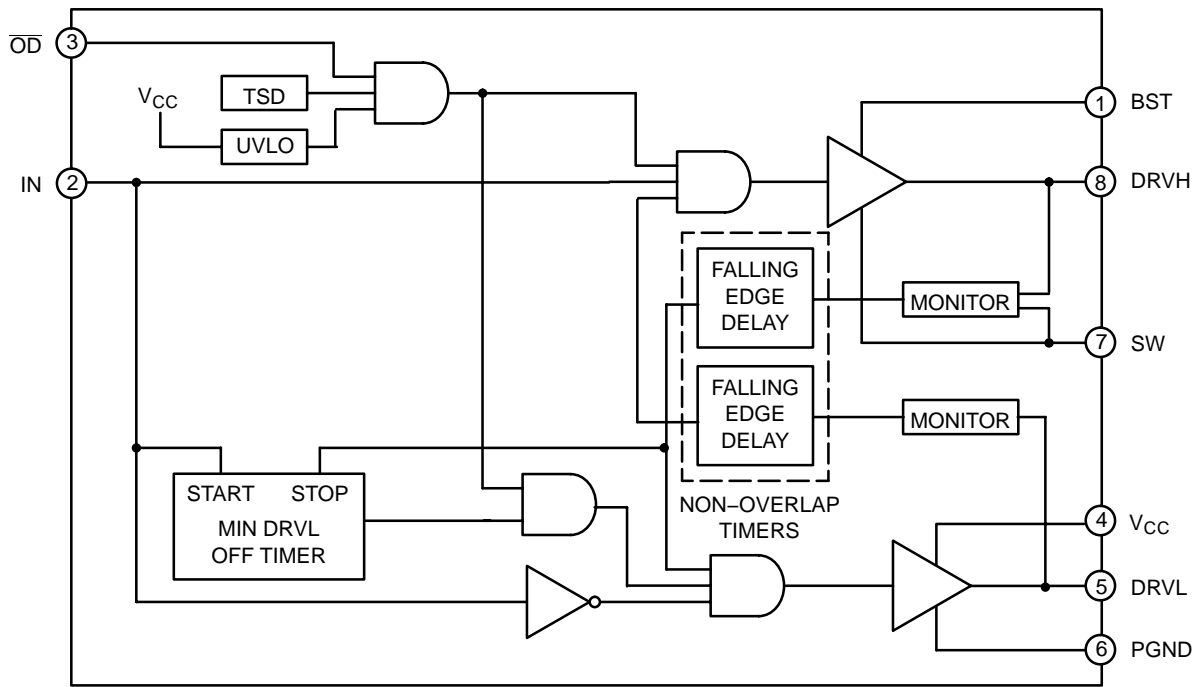 O̅D̅ 3
TSD
VCC
UVLO
IN 2
1 BST
8 DRVH
FALLING
EDGE
DELAY
MONITOR
7 SW
FALLING
EDGE
DELAY
MONITOR
START STOP
MIN DRVL
OFF TIMER
NON–OVERLAP
TIMERS
4 VCC
5 DRVL
6 PGND